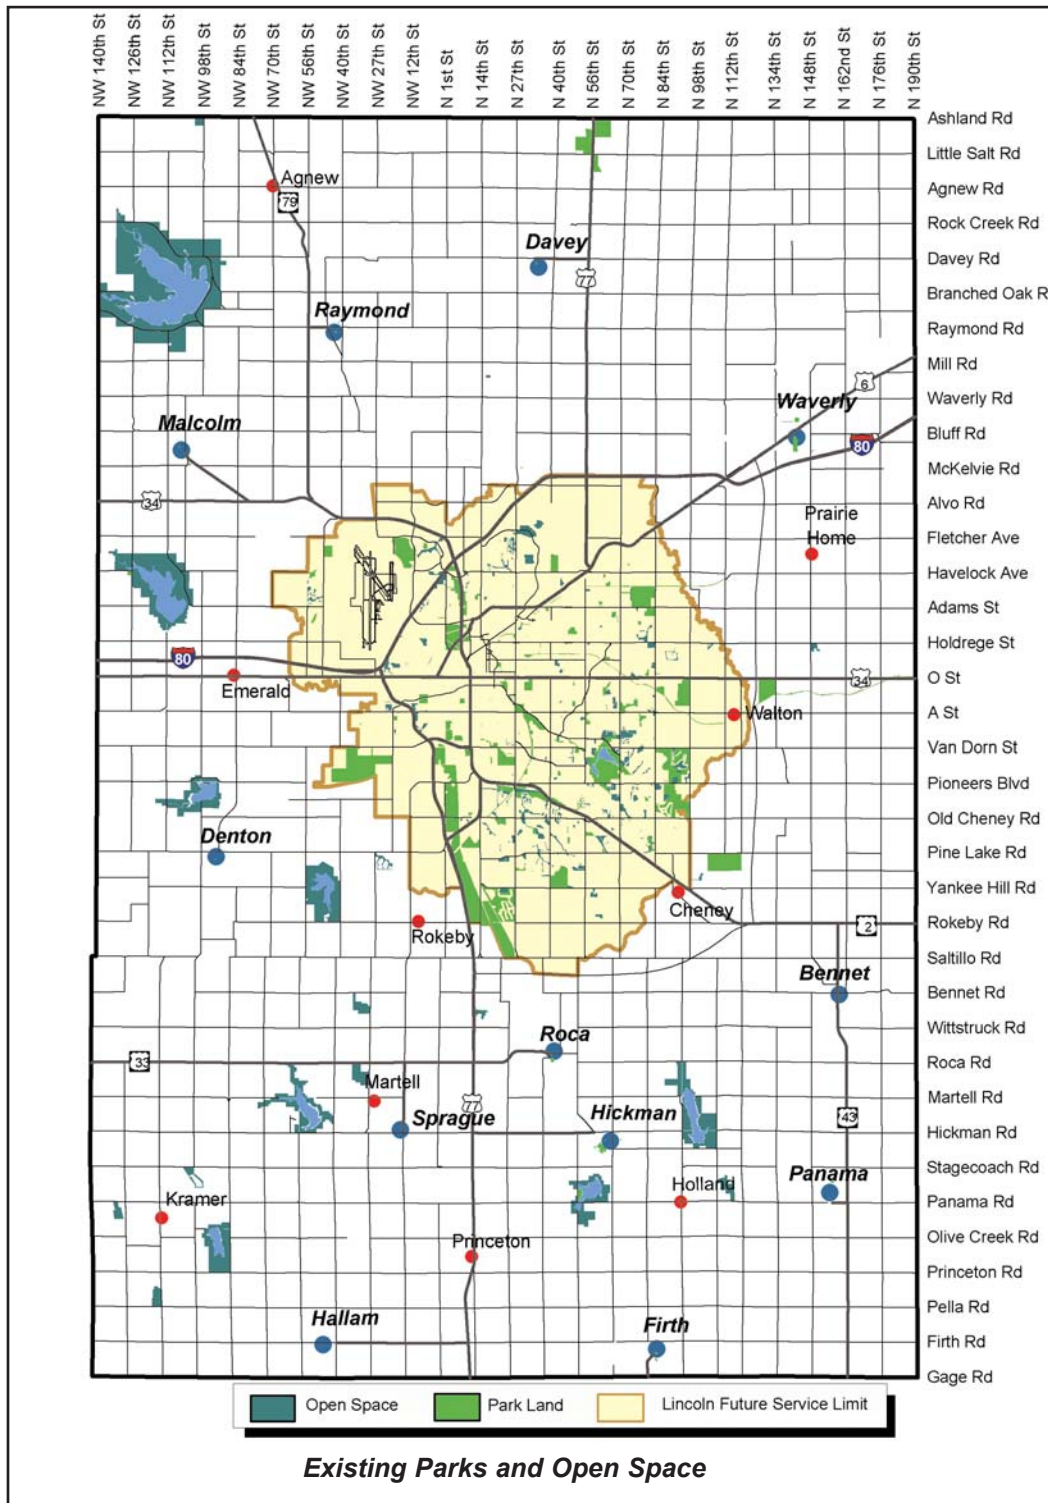 NW 140th St
NW 126th St
NW 112th St
NW 98th St
NW 84th St
NW 70th St
NW 56th St
NW 40th St
NW 27th St
NW 12th St
N 1st St
N 14th St
N 27th St
N 40th St
N 56th St
N 70th St
N 84th St
N 98th St
N 112th St
N 134th St
N 148th St
N 162nd St
N 176th St
N 190th St
Ashland Rd
Little Salt Rd
Agnew Rd
Rock Creek Rd
Davey Rd
Branched Oak R
Raymond Rd
Mill Rd
Waverly Rd
Bluff Rd
McKelvie Rd
Alvo Rd
Fletcher Ave
Havelock Ave
Adams St
Holdrege St
O St
A St
Van Dorn St
Pioneers Blvd
Old Cheney Rd
Pine Lake Rd
Yankee Hill Rd
Rokeby Rd
Saltillo Rd
Bennet Rd
Wittstruck Rd
Roca Rd
Martell Rd
Hickman Rd
Stagecoach Rd
Panama Rd
Olive Creek Rd
Princeton Rd
Pella Rd
Firth Rd
Gage Rd
Agnew
79
Davey
77
Raymond
6
Waverly
80
Malcolm
34
Prairie
Home
80
Emerald
34
Walton
Denton
Cheney
Rokeby
2
Bennet
Roca
33
Martell
77
Sprague
Hickman
43
Holland
Panama
Kramer
Princeton
Hallam
Firth
Open Space
Park Land
Lincoln Future Service Limit
Existing Parks and Open Space